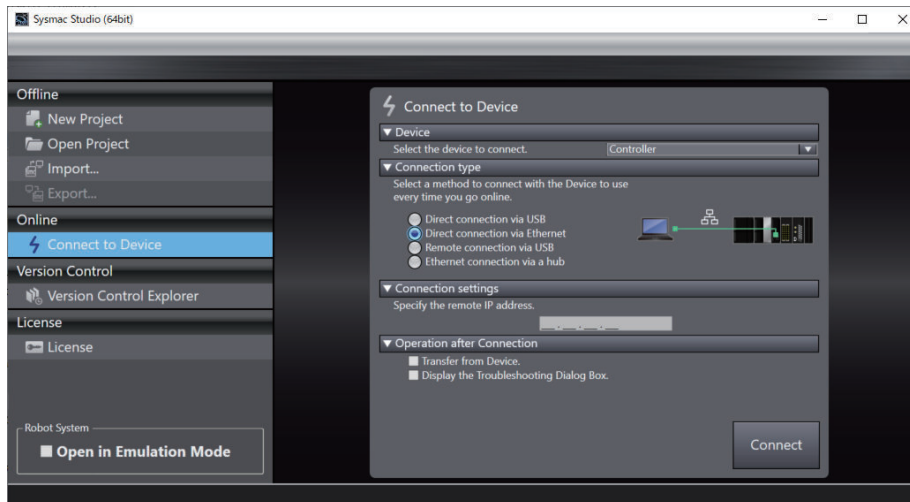 Sysmac Studio (64bit)
Offline
New Project
Open Project
Import...
Export...
Online
Connect to Device
Version Control
Version Control Explorer
License
License
Robot System
Open in Emulation Mode
Connect to Device
Device
Select the device to connect. Controller
Connection type
Select a method to connect with the Device to use
every time you go online.
Direct connection via USB
Direct connection via Ethernet
Remote connection via USB
Ethernet connection via a hub
Connection settings
Specify the remote IP address.
__.__.__.__
Operation after Connection
Transfer from Device.
Display the Troubleshooting Dialog Box.
Connect